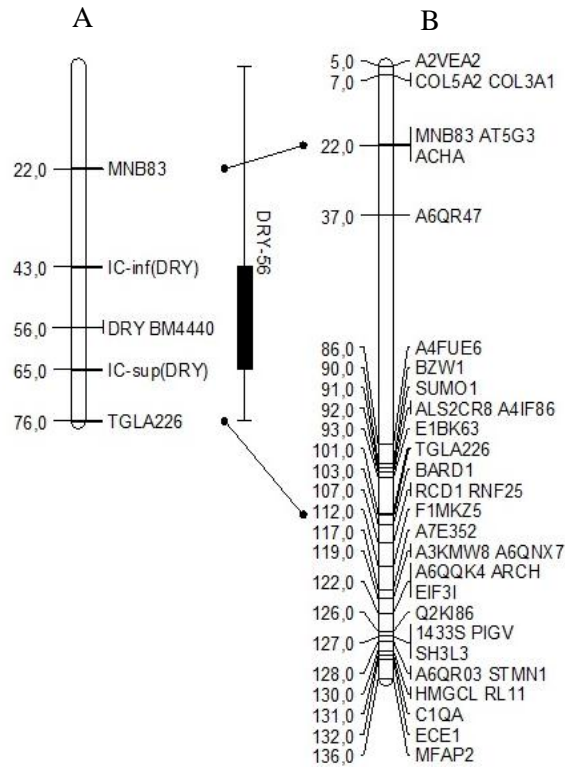 A
22,0 MNB83
43,0 IC-inf(DRY)
56,0 DRY BM4440
65,0 IC-sup(DRY)
76,0 TGLA226
DRY-56
B
5,0 A2VEA2
7,0 COL5A2 COL3A1
22,0 MNB83 AT5G3
ACHA
37,0 A6QR47
86,0 A4FUE6
90,0 BZW1
91,0 SUMO1
92,0 ALS2CR8 A4IF86
93,0 E1BK63
101,0 TGLA226
103,0 BARD1
107,0 RCD1 RNF25
112,0 F1MKZ5
117,0 A7E352
119,0 A3KMW8 A6QNX7
122,0 A6QQK4 ARCH
EIF3I
126,0 Q2KI86
127,0 1433S PIGV
SH3L3
128,0 A6QR03 STMN1
130,0 HMGCL RL11
131,0 C1QA
132,0 ECE1
136,0 MFAP2